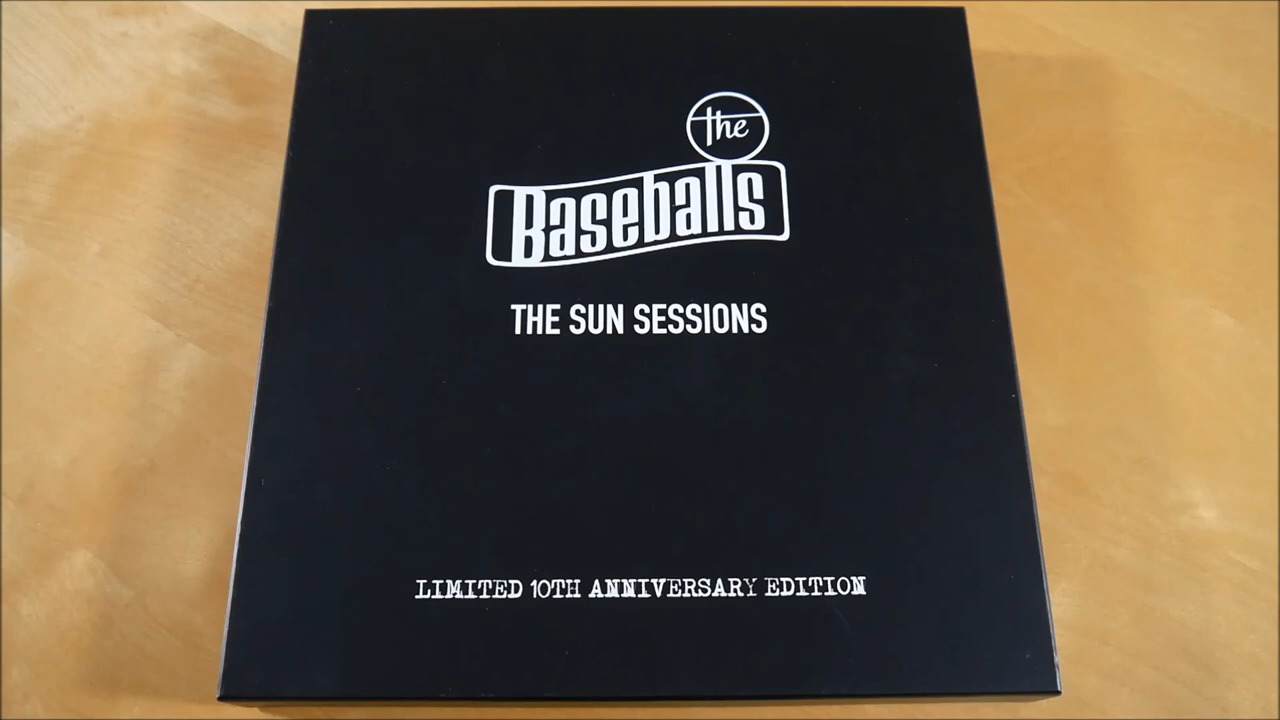 the
Baseballs
THE SUN SESSIONS
LIMITED 10TH ANNIVERSARY EDITION